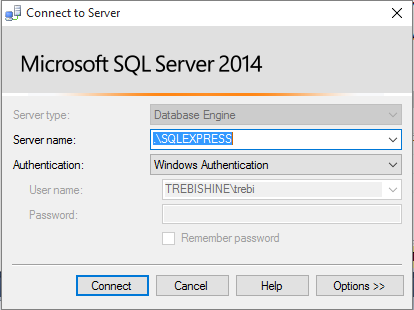 Connect to Server
Microsoft SQL Server 2014
Server type: Database Engine
Server name: .\SQLEXPRESS
Authentication: Windows Authentication
User name: TREBISHINE\trebi
Password:
Remember password
Connect Cancel Help Options >>